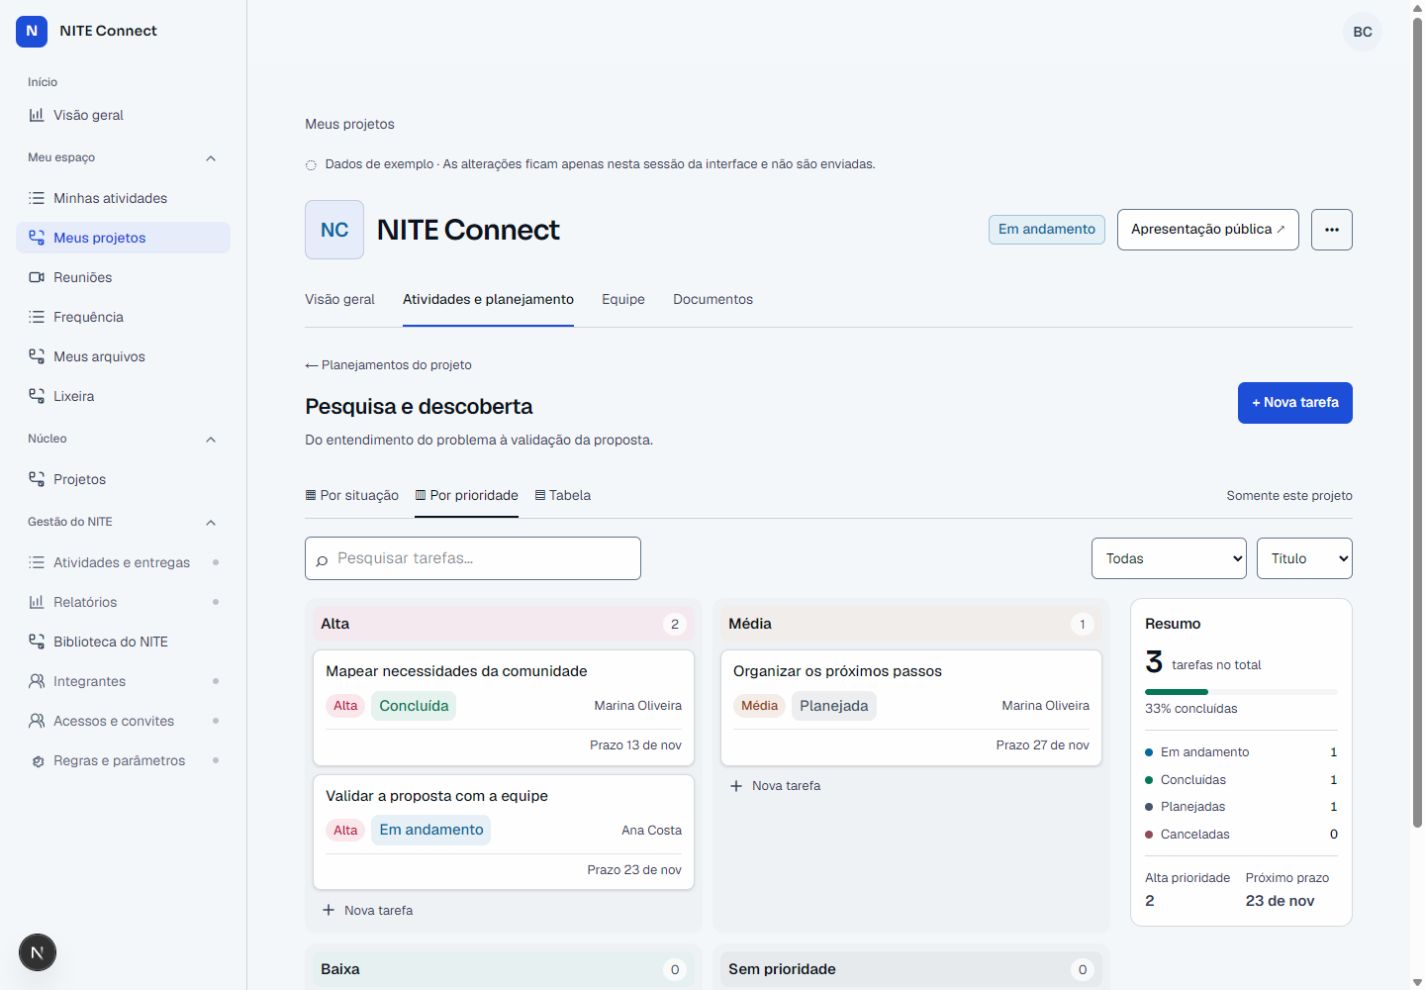 N NITE Connect
BC
Início
Visão geral
Meu espaço
Minhas atividades
Meus projetos
Reuniões
Frequência
Meus arquivos
Lixeira
Núcleo
Projetos
Gestão do NITE
Atividades e entregas
Relatórios
Biblioteca do NITE
Integrantes
Acessos e convites
Regras e parâmetros
N
Meus projetos
Dados de exemplo · As alterações ficam apenas nesta sessão da interface e não são enviadas.
NC NITE Connect
Em andamento Apresentação pública ↗ •••
Visão geral Atividades e planejamento Equipe Documentos
← Planejamentos do projeto
Pesquisa e descoberta
+ Nova tarefa
Do entendimento do problema à validação da proposta.
Por situação Por prioridade Tabela Somente este projeto
Pesquisar tarefas... Todas Título
Alta 2
Mapear necessidades da comunidade
Alta Concluída Marina Oliveira
Prazo 13 de nov
Validar a proposta com a equipe
Alta Em andamento Ana Costa
Prazo 23 de nov
+ Nova tarefa
Média 1
Organizar os próximos passos
Média Planejada Marina Oliveira
Prazo 27 de nov
+ Nova tarefa
Baixa 0
Sem prioridade 0
Resumo
3 tarefas no total
33% concluídas
Em andamento 1
Concluídas 1
Planejadas 1
Canceladas 0
Alta prioridade Próximo prazo
2 23 de nov